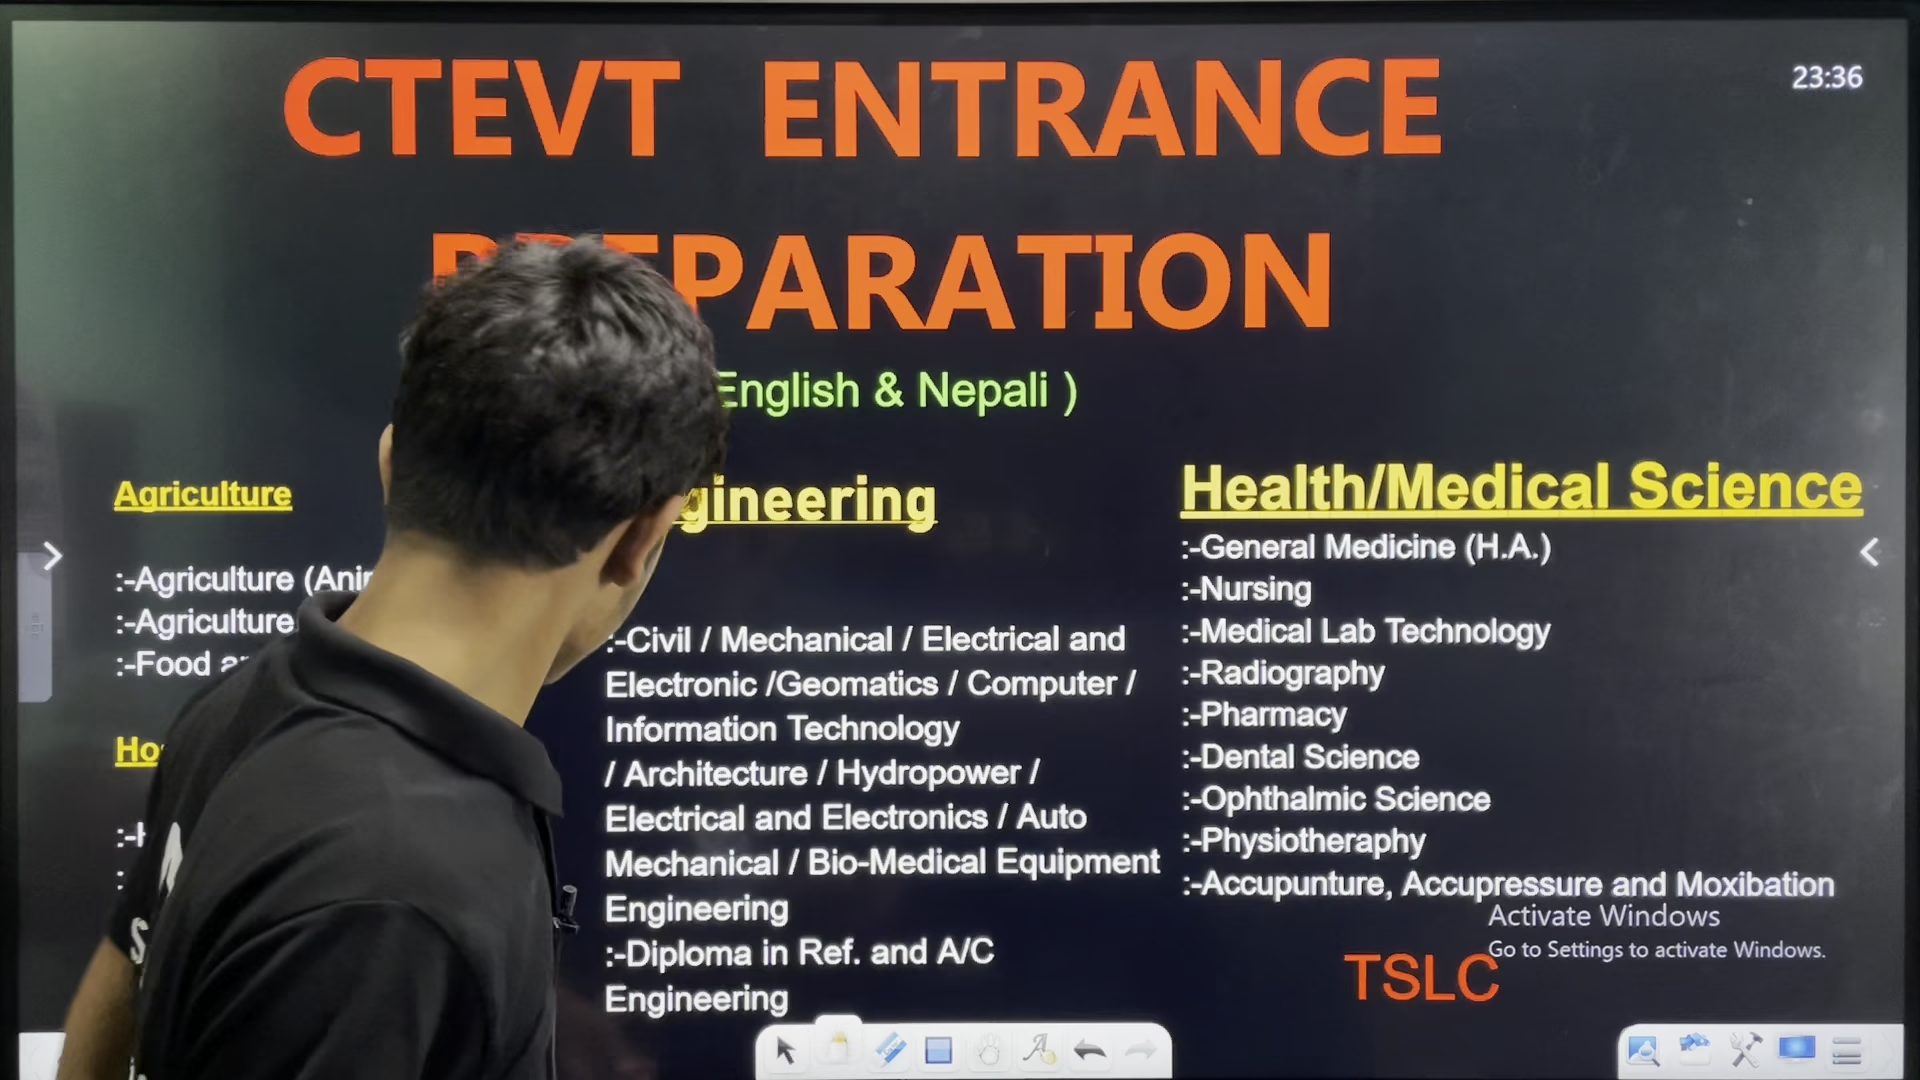 CTEVT ENTRANCE
23:36
PARATION
English & Nepali )
Agriculture
gineering
Health/Medical Science
:-Agriculture
:-Agriculture
:-Food
:-Civil / Mechanical / Electrical and
Electronic /Geomatics / Computer /
Information Technology
/ Architecture / Hydropower /
Electrical and Electronics / Auto
Mechanical / Bio-Medical Equipment
Engineering
:-Diploma in Ref. and A/C
Engineering
:-General Medicine (H.A.)
:-Nursing
:-Medical Lab Technology
:-Radiography
:-Pharmacy
:-Dental Science
:-Ophthalmic Science
:-Physiotheraphy
:-Accupunture, Accupressure and Moxibation
Activate Windows
Go to Settings to activate Windows.
TSLC